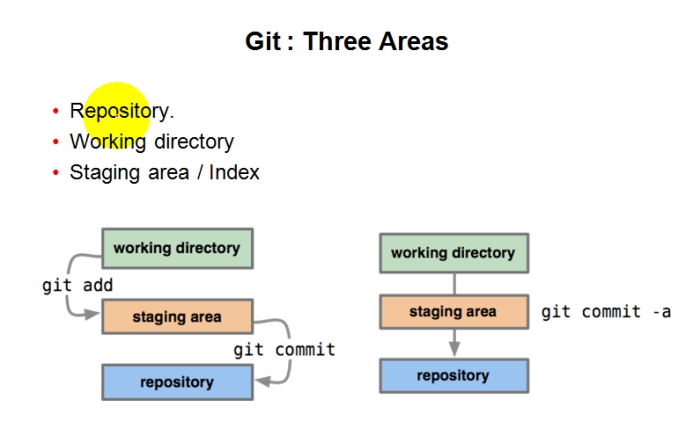 Git : Three Areas
• Repository.
• Working directory
• Staging area / Index
working directory
git add
staging area
git commit
repository
working directory
staging area
git commit -a
repository